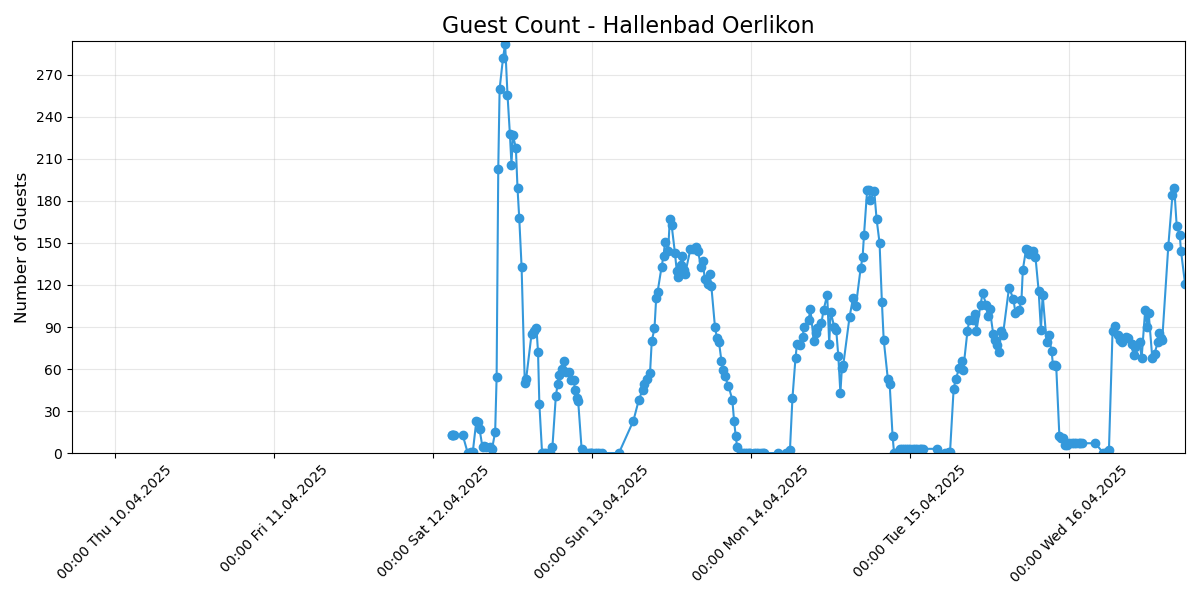 Guest Count - Hallenbad Oerlikon
Number of Guests
270
240
210
180
150
120
90
60
30
0
00:00 Thu 10.04.2025
00:00 Fri 11.04.2025
00:00 Sat 12.04.2025
00:00 Sun 13.04.2025
00:00 Mon 14.04.2025
00:00 Tue 15.04.2025
00:00 Wed 16.04.2025